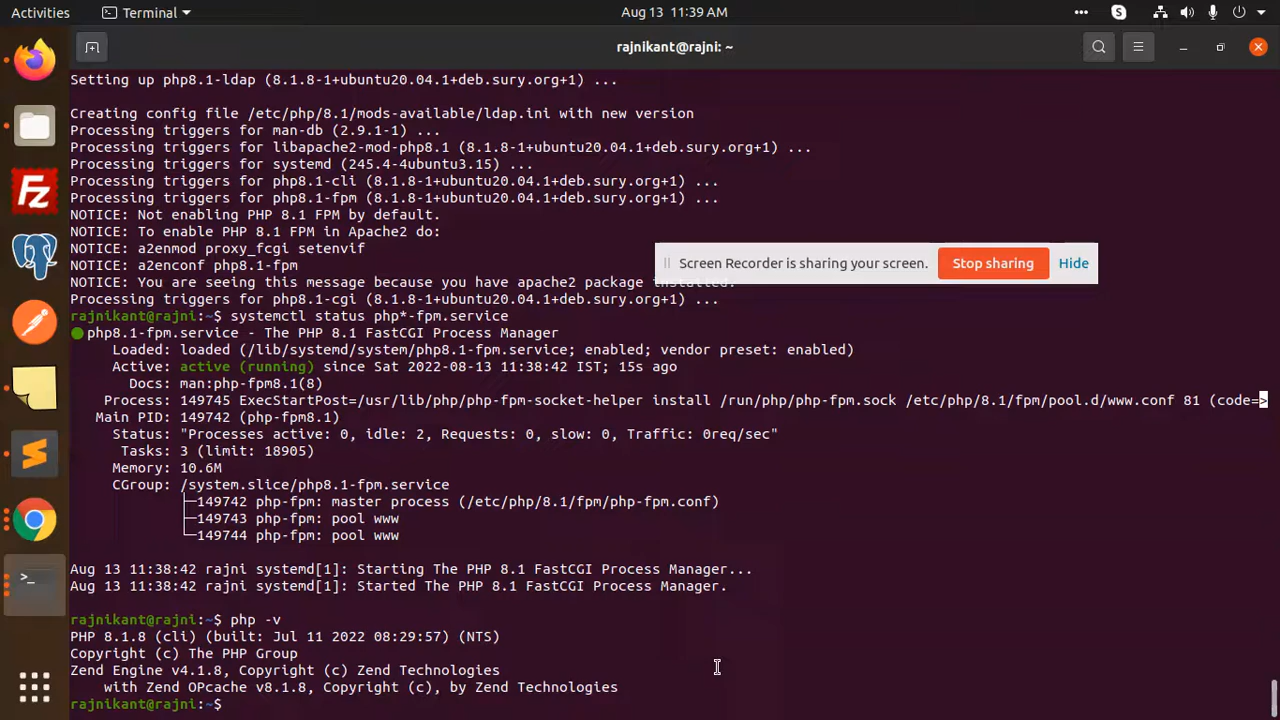 Activities Terminal Aug 13 11:39 AM
rajnikant@rajni: ~
Setting up php8.1-ldap (8.1.8-1+ubuntu20.04.1+deb.sury.org+1) ...
Creating config file /etc/php/8.1/mods-available/ldap.ini with new version
Processing triggers for man-db (2.9.1-1) ...
Processing triggers for libapache2-mod-php8.1 (8.1.8-1+ubuntu20.04.1+deb.sury.org+1) ...
Processing triggers for systemd (245.4-4ubuntu3.15) ...
Processing triggers for php8.1-cli (8.1.8-1+ubuntu20.04.1+deb.sury.org+1) ...
Processing triggers for php8.1-fpm (8.1.8-1+ubuntu20.04.1+deb.sury.org+1) ...
NOTICE: Not enabling PHP 8.1 FPM by default.
NOTICE: To enable PHP 8.1 FPM in Apache2 do:
NOTICE: a2enmod proxy_fcgi setenvif
NOTICE: a2enconf php8.1-fpm
Screen Recorder is sharing your screen. Stop sharing Hide
NOTICE: You are seeing this message because you have apache2 package installed.
Processing triggers for php8.1-cgi (8.1.8-1+ubuntu20.04.1+deb.sury.org+1) ...
rajnikant@rajni:~$ systemctl status php*-fpm.service
● php8.1-fpm.service - The PHP 8.1 FastCGI Process Manager
Loaded: loaded (/lib/systemd/system/php8.1-fpm.service; enabled; vendor preset: enabled)
Active: active (running) since Sat 2022-08-13 11:38:42 IST; 15s ago
Docs: man:php-fpm8.1(8)
Process: 149745 ExecStartPost=/usr/lib/php/php-fpm-socket-helper install /run/php/php-fpm.sock /etc/php/8.1/fpm/pool.d/www.conf 81 (code=>
Main PID: 149742 (php-fpm8.1)
Status: "Processes active: 0, idle: 2, Requests: 0, slow: 0, Traffic: 0req/sec"
Tasks: 3 (limit: 18905)
Memory: 10.6M
CGroup: /system.slice/php8.1-fpm.service
├─149742 php-fpm: master process (/etc/php/8.1/fpm/php-fpm.conf)
├─149743 php-fpm: pool www
└─149744 php-fpm: pool www
Aug 13 11:38:42 rajni systemd[1]: Starting The PHP 8.1 FastCGI Process Manager...
Aug 13 11:38:42 rajni systemd[1]: Started The PHP 8.1 FastCGI Process Manager.
rajnikant@rajni:~$ php -v
PHP 8.1.8 (cli) (built: Jul 11 2022 08:29:57) (NTS)
Copyright (c) The PHP Group
Zend Engine v4.1.8, Copyright (c) Zend Technologies
with Zend OPcache v8.1.8, Copyright (c), by Zend Technologies
rajnikant@rajni:~$